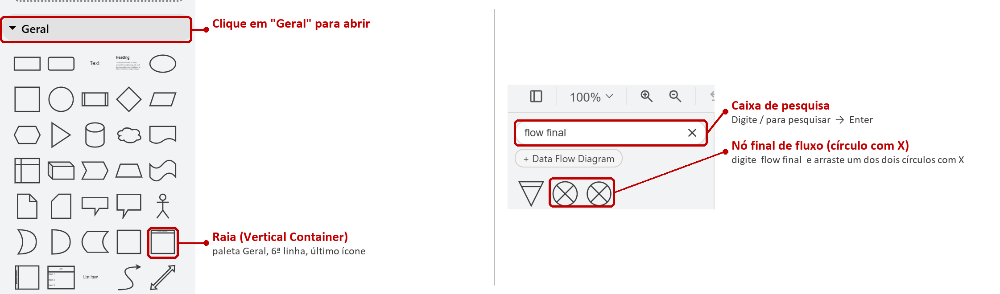 Geral
Clique em "Geral" para abrir
Text
Heading
100%
Caixa de pesquisa
Digite / para pesquisar → Enter
flow final
Nó final de fluxo (círculo com X)
digite flow final e arraste um dos dois círculos com X
+ Data Flow Diagram
Raia (Vertical Container)
paleta Geral, 6ª linha, último ícone
List
Item 1
Item 2
Item 3
List Item